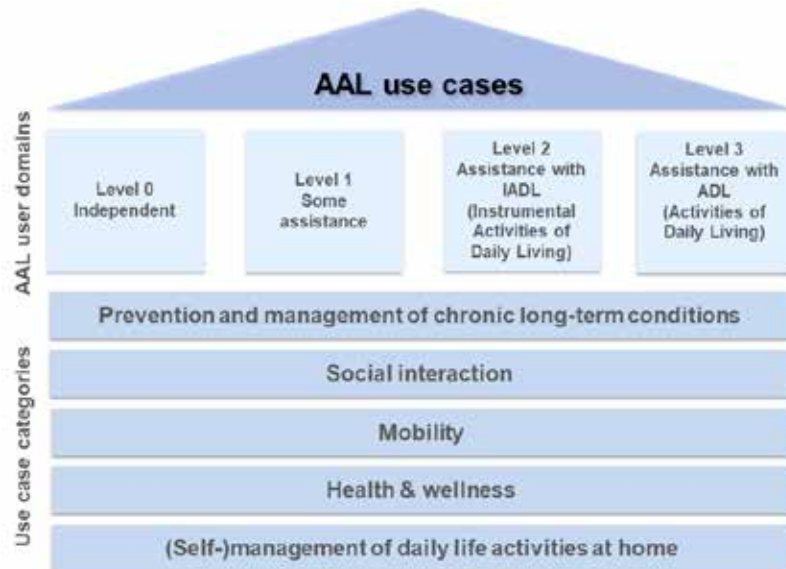 AAL use cases
AAL user domains
Level 0
Independent
Level 1
Some
assistance
Level 2
Assistance with
IADL
(Instrumental
Activities of
Daily Living)
Level 3
Assistance with
ADL
(Activities of
Daily Living)
Use case categories
Prevention and management of chronic long-term conditions
Social interaction
Mobility
Health & wellness
(Self-)management of daily life activities at home